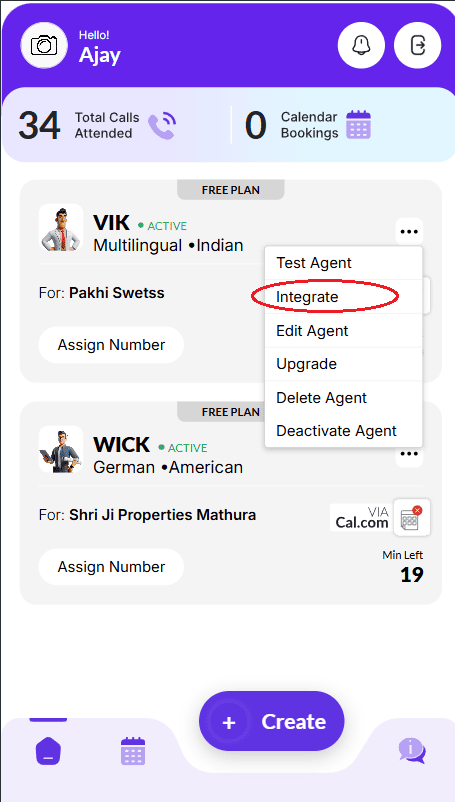 Hello!
Ajay
34 Total Calls Attended
0 Calendar Bookings
FREE PLAN
VIK • ACTIVE
Multilingual •Indian
For: Pakhi Swetss
Assign Number
Test Agent
Integrate
Edit Agent
Upgrade
Delete Agent
Deactivate Agent
FREE PLAN
WICK • ACTIVE
German •American
For: Shri Ji Properties Mathura
VIA
Cal.com
Assign Number
Min Left
19
+ Create